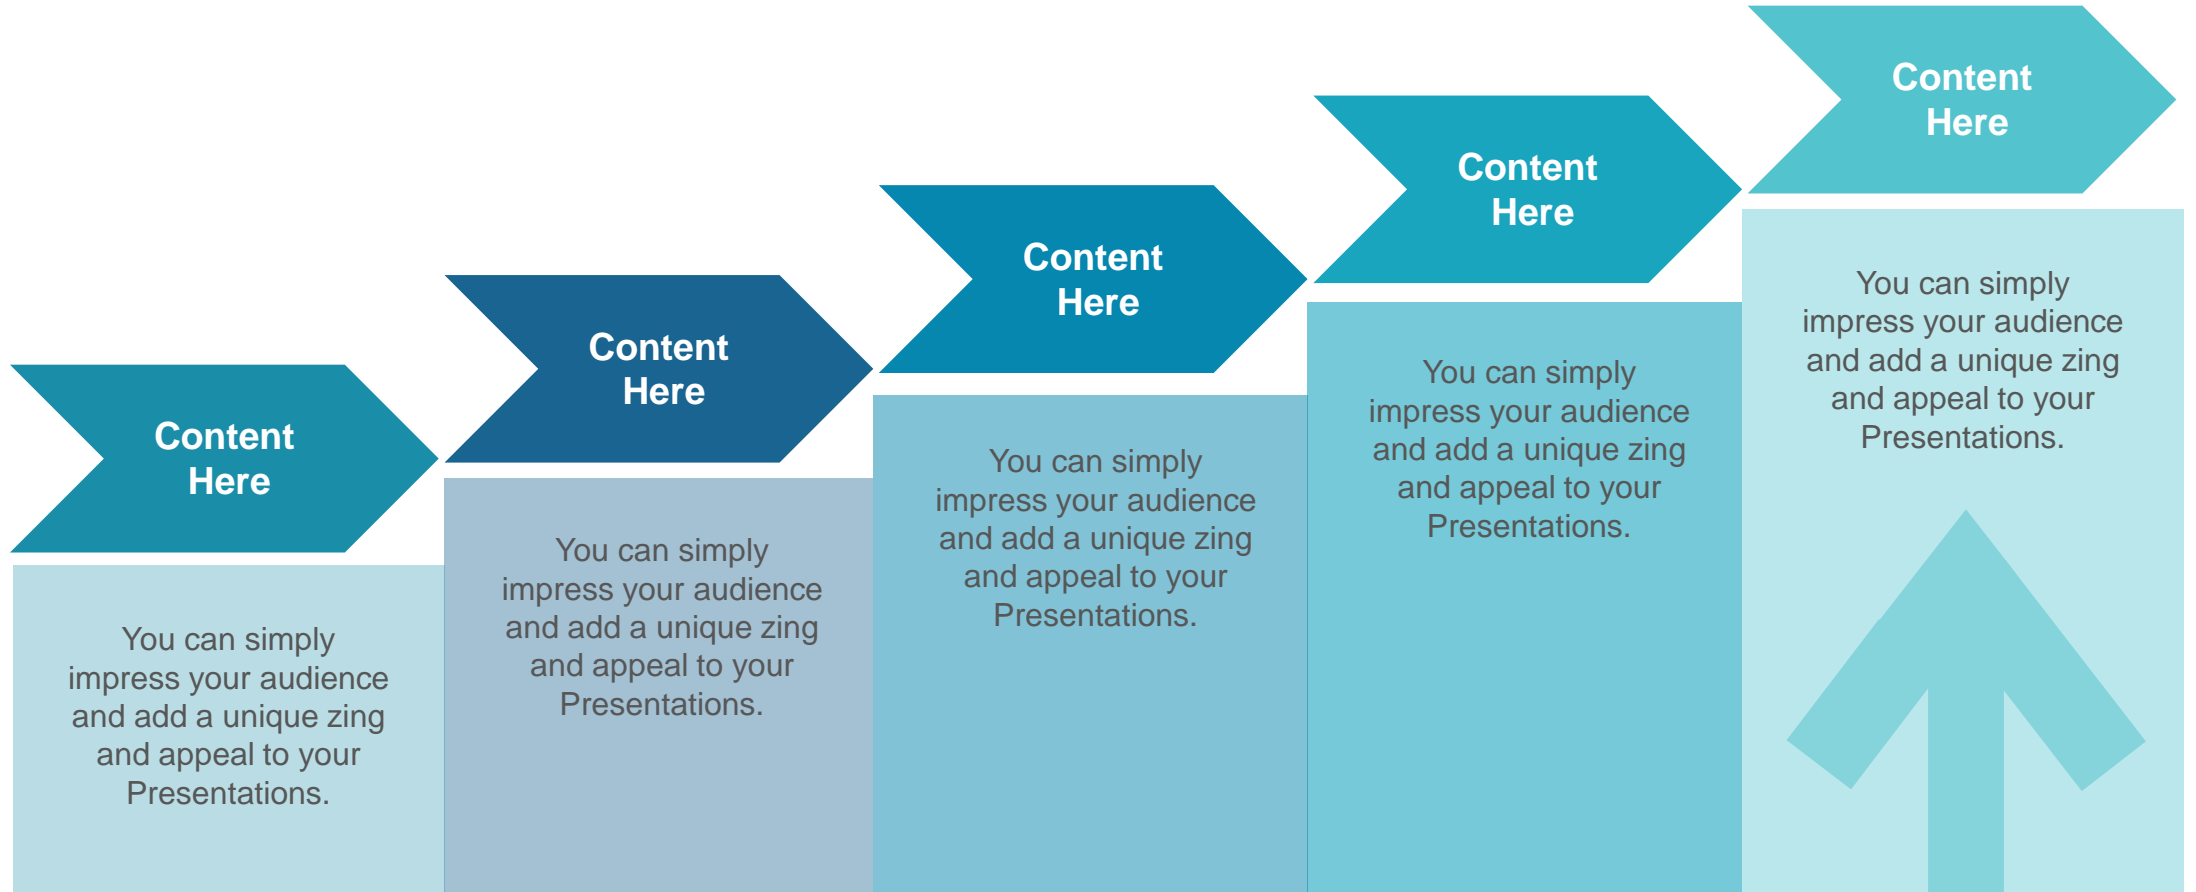 Content
Here
You can simply
impress your audience
and add a unique zing
and appeal to your
Presentations.
Content
Here
You can simply
impress your audience
and add a unique zing
and appeal to your
Presentations.
Content
Here
You can simply
impress your audience
and add a unique zing
and appeal to your
Presentations.
Content
Here
You can simply
impress your audience
and add a unique zing
and appeal to your
Presentations.
Content
Here
You can simply
impress your audience
and add a unique zing
and appeal to your
Presentations.